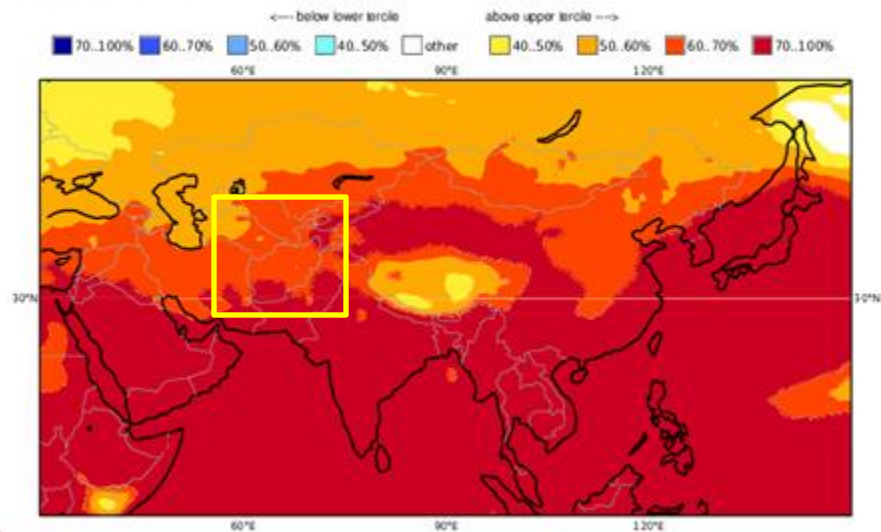 <---- below lower tercile above upper tercile --->
70..100% 60..70% 50..60% 40..50% other 40..50% 50..60% 60..70% 70..100%
60°E 90°E 120°E
30°N 30°N
60°E 90°E 120°E